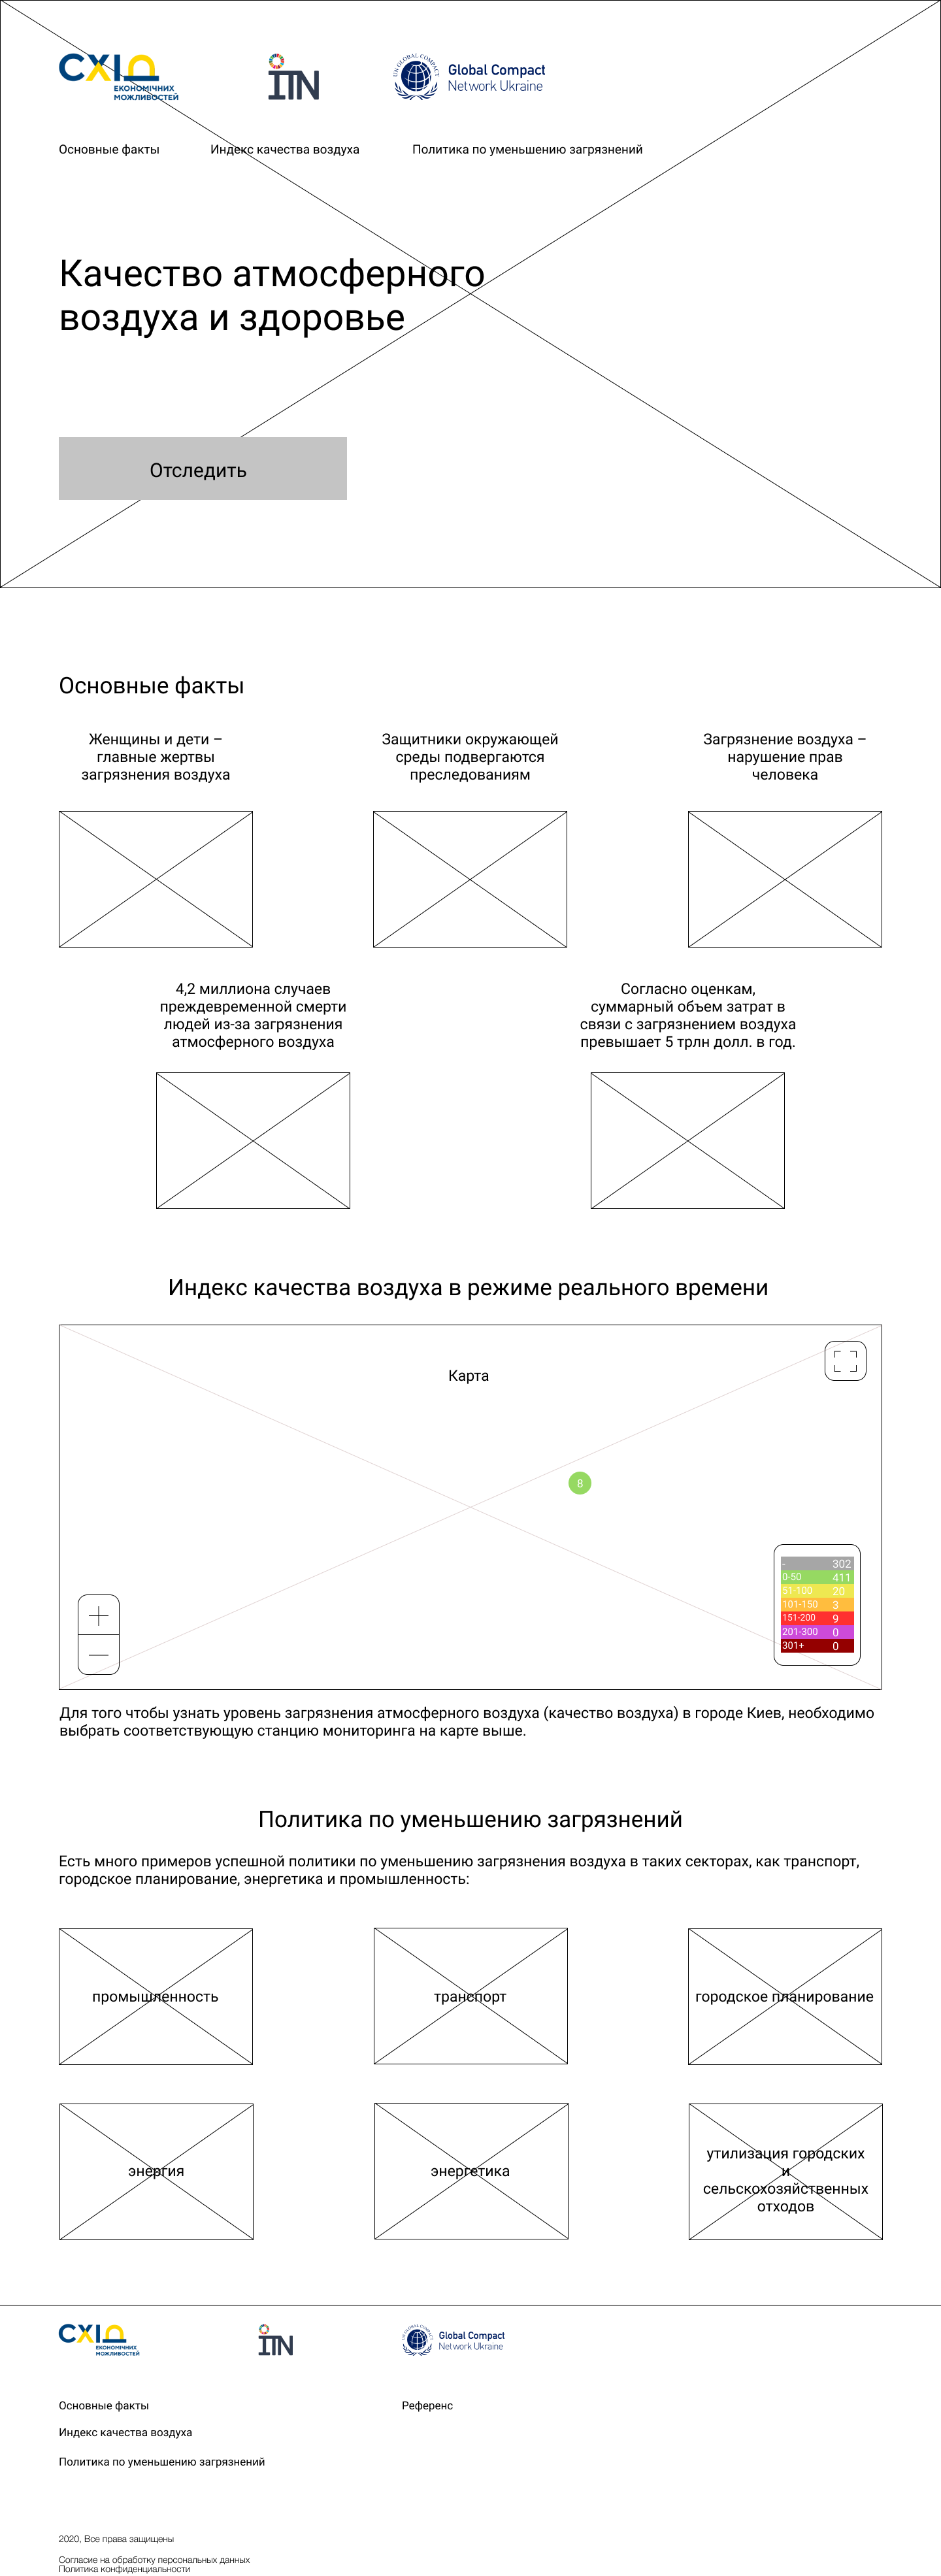 СХІД
ЕКОНОМІЧНИХ
МОЖЛИВОСТЕЙ
ITN
UN GLOBAL COMPACT
Global Compact
Network Ukraine
Основные факты
Индекс качества воздуха
Политика по уменьшению загрязнений
Качество атмосферного
воздуха и здоровье
Отследить
Основные факты
Женщины и дети –
главные жертвы
загрязнения воздуха
Защитники окружающей
среды подвергаются
преследованиям
Загрязнение воздуха –
нарушение прав
человека
4,2 миллиона случаев
преждевременной смерти
людей из-за загрязнения
атмосферного воздуха
Согласно оценкам,
суммарный объем затрат в
связи с загрязнением воздуха
превышает 5 трлн долл. в год.
Индекс качества воздуха в режиме реального времени
Карта
8
- 302
0-50 411
51-100 20
101-150 3
151-200 9
201-300 0
301+ 0
Для того чтобы узнать уровень загрязнения атмосферного воздуха (качество воздуха) в городе Киев, необходимо
выбрать соответствующую станцию мониторинга на карте выше.
Политика по уменьшению загрязнений
Есть много примеров успешной политики по уменьшению загрязнения воздуха в таких секторах, как транспорт,
городское планирование, энергетика и промышленность:
промышленность
транспорт
городское планирование
энергия
энергетика
утилизация городских
и
сельскохозяйственных
отходов
СХІД
ЕКОНОМІЧНИХ
МОЖЛИВОСТЕЙ
ITN
UN GLOBAL COMPACT
Global Compact
Network Ukraine
Основные факты
Референс
Индекс качества воздуха
Политика по уменьшению загрязнений
2020, Все права защищены
Согласие на обработку персональных данных
Политика конфиденциальности